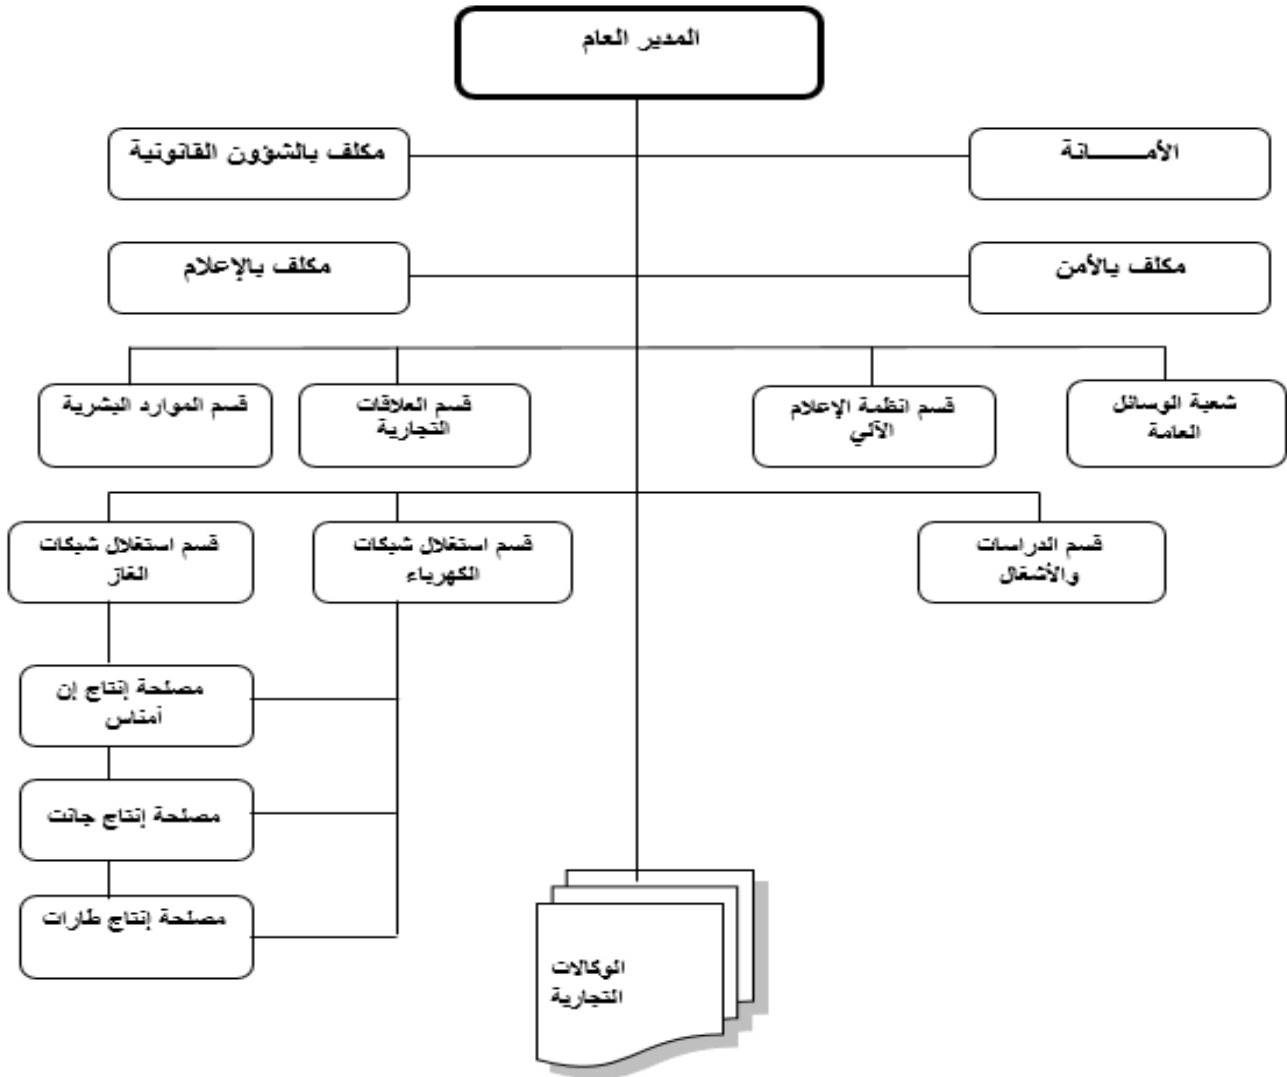 المدير العام
الأمـــــــانة
مكلف بالشؤون القانونية
مكلف بالأمن
مكلف بالإعلام
شعبة الوسائل
العامة
قسم انظمة الإعلام
الآلي
قسم العلاقات
التجارية
قسم الموارد البشرية
قسم الدراسات
والأشغال
قسم استغلال شبكات
الكهرباء
قسم استغلال شبكات
الغاز
مصلحة إنتاج إن
أمناس
مصلحة إنتاج جانت
مصلحة إنتاج طارات
الوكالات
التجارية